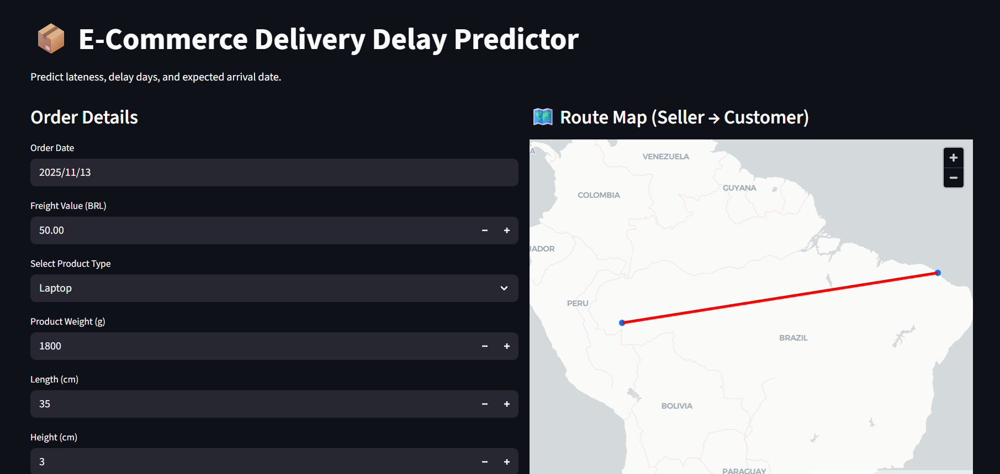 E-Commerce Delivery Delay Predictor
Predict lateness, delay days, and expected arrival date.
Order Details
Order Date
2025/11/13
Freight Value (BRL)
50.00
Select Product Type
Laptop
Product Weight (g)
1800
Length (cm)
35
Height (cm)
3
Route Map (Seller → Customer)
A
VENEZUELA
GUYANA
COLOMBIA
UADOR
PERU
BRAZIL
BOLIVIA
PARAGUAY